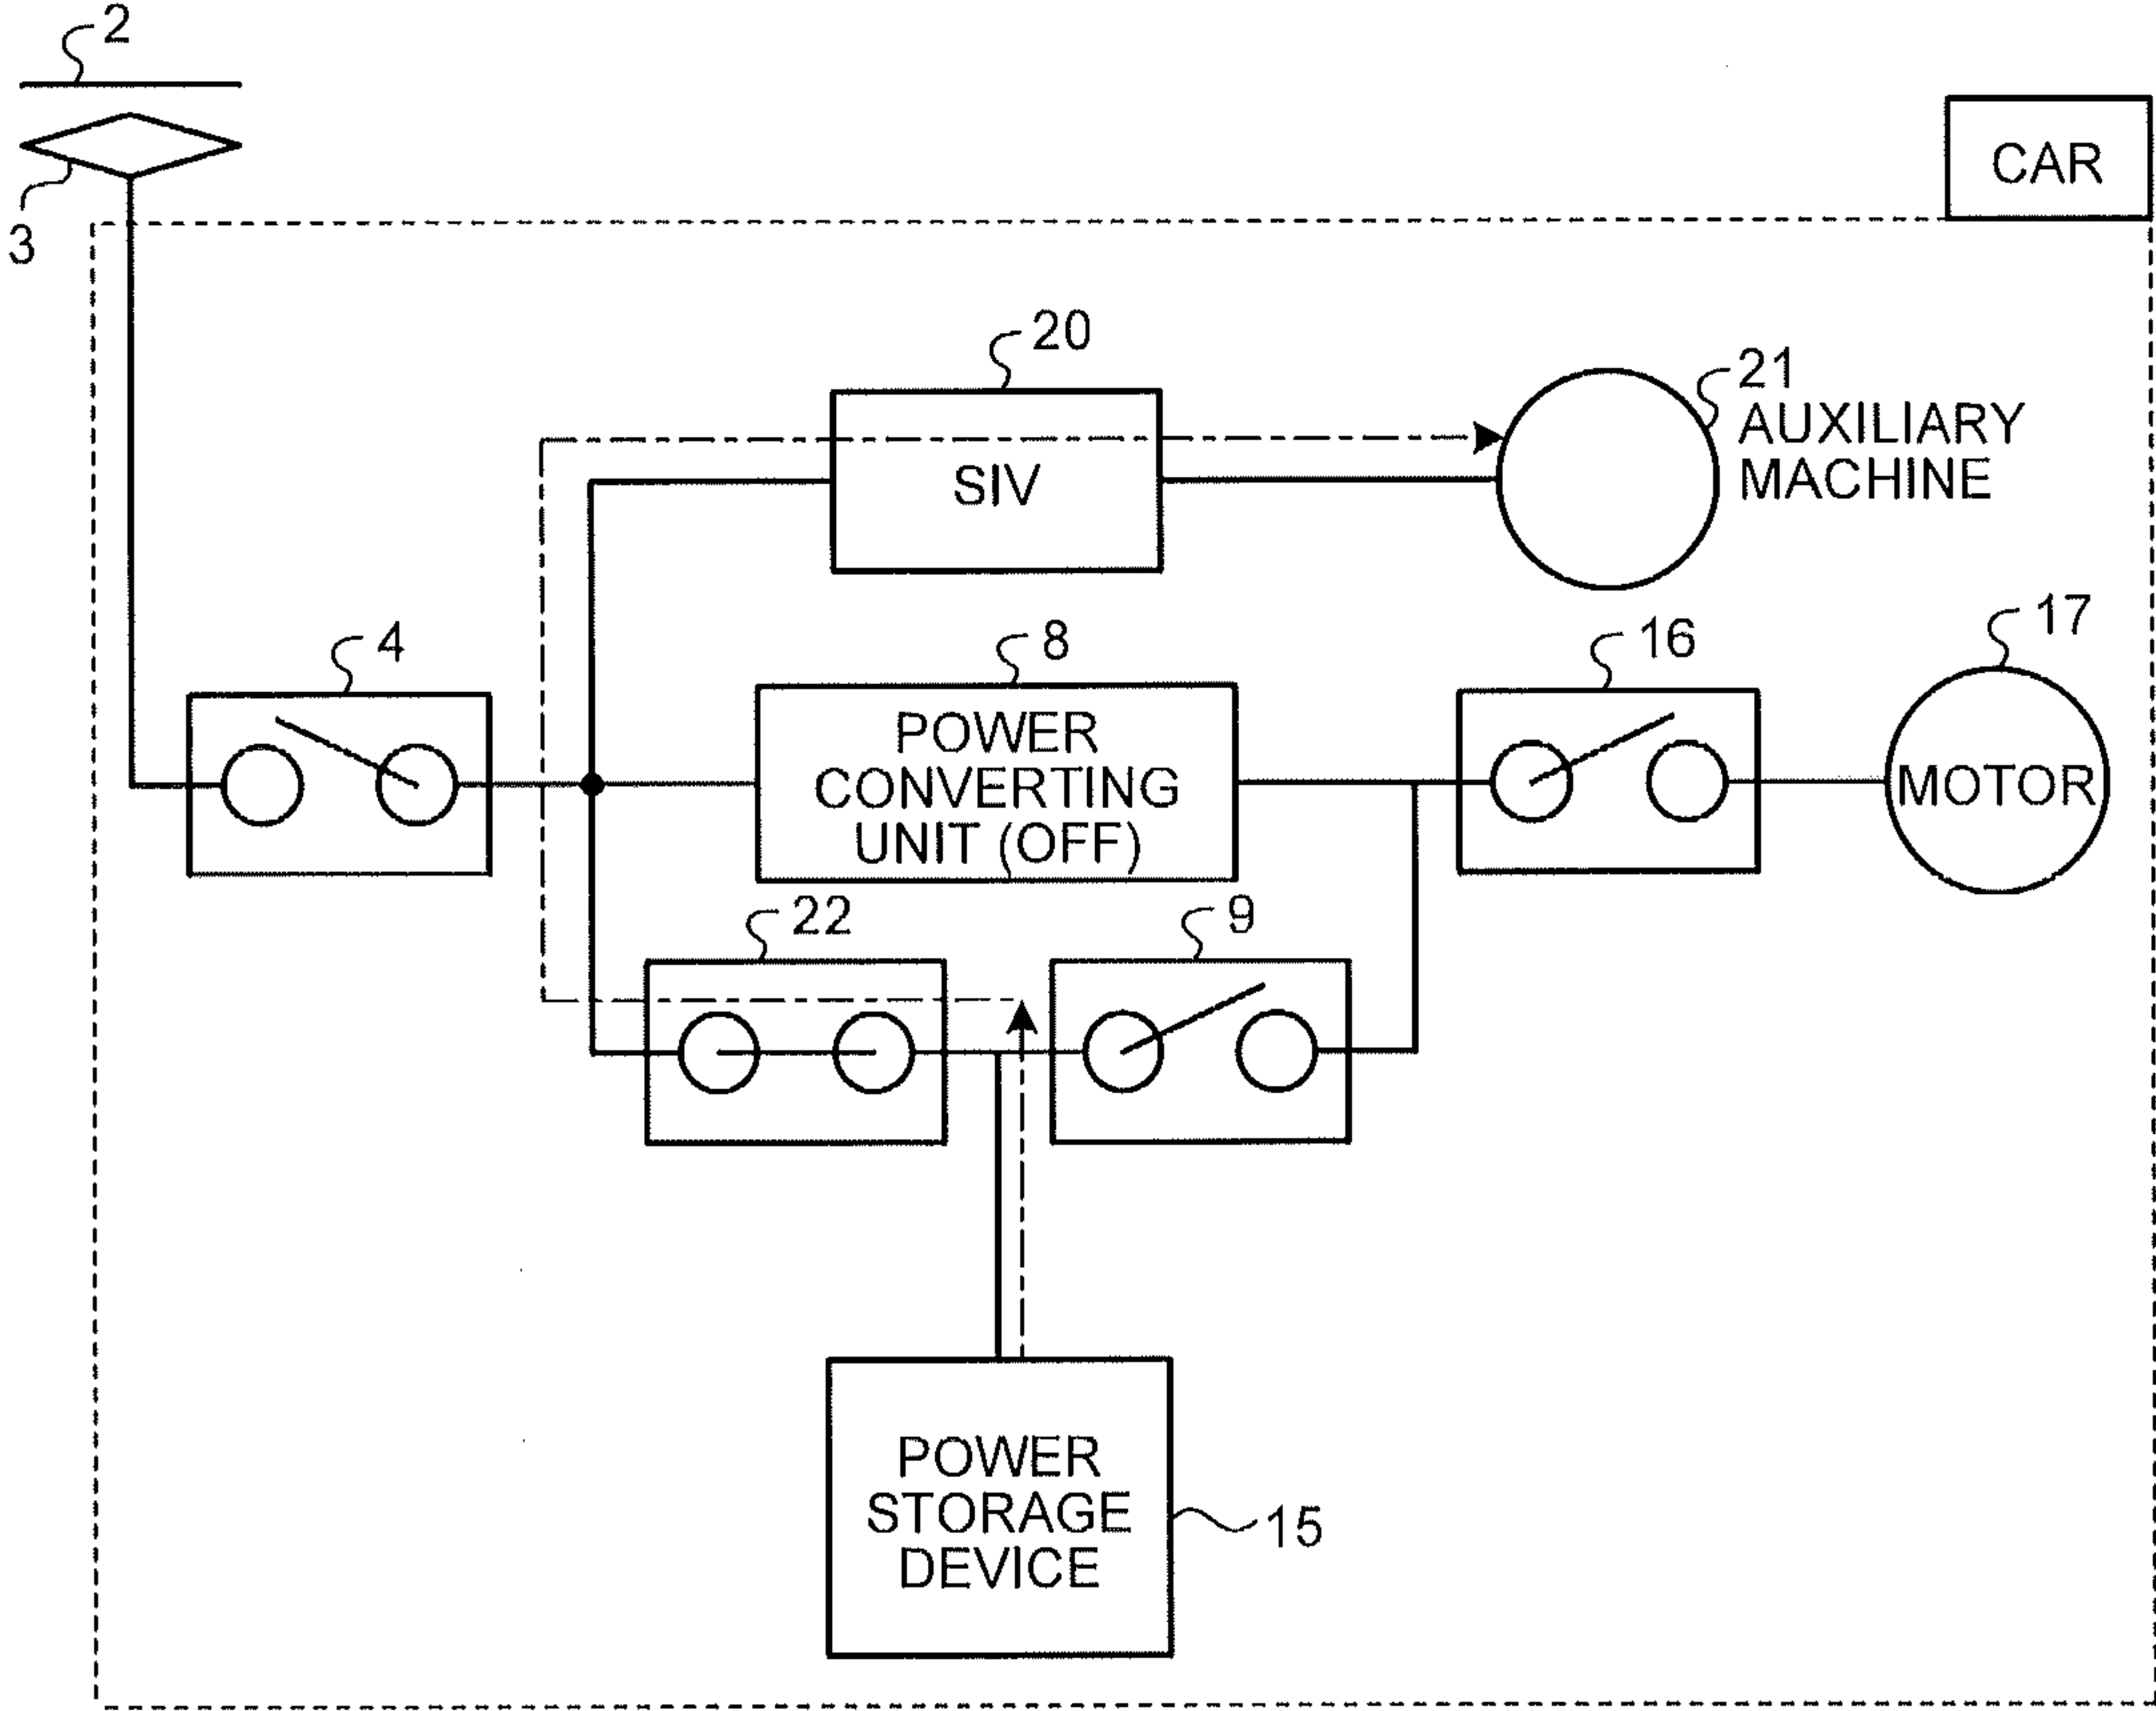 2
CAR
3
20
21
AUXILIARY
MACHINE
SIV
4
8
16
17
POWER
CONVERTING
UNIT (OFF)
MOTOR
22
9
POWER
STORAGE
DEVICE
15